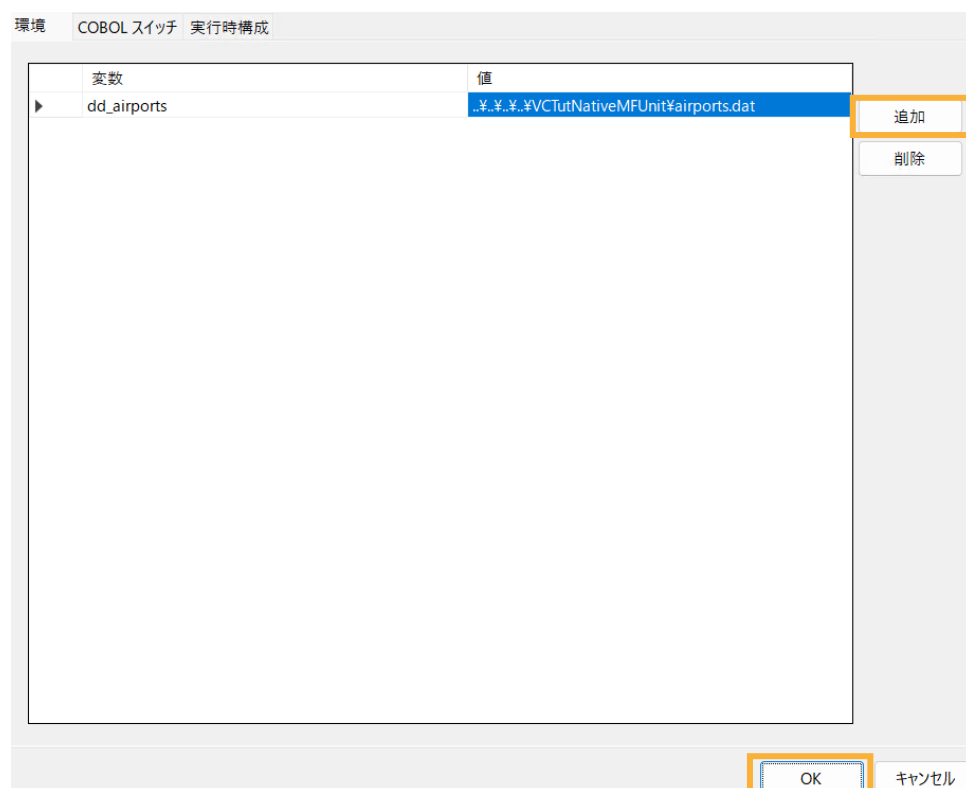 環境 COBOL スイッチ 実行時構成
変数 値
dd_airports ..¥..¥..¥..¥VCTutNativeMFUnit¥airports.dat
追加
削除
OK キャンセル